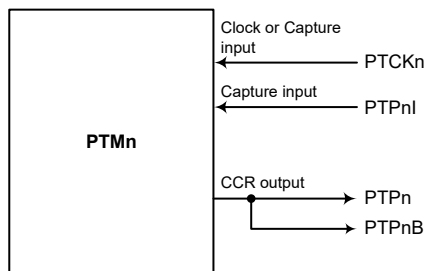 Clock or Capture
input
PTCKn
Capture input
PTPnI
PTMn
CCR output
PTPn
PTPnB